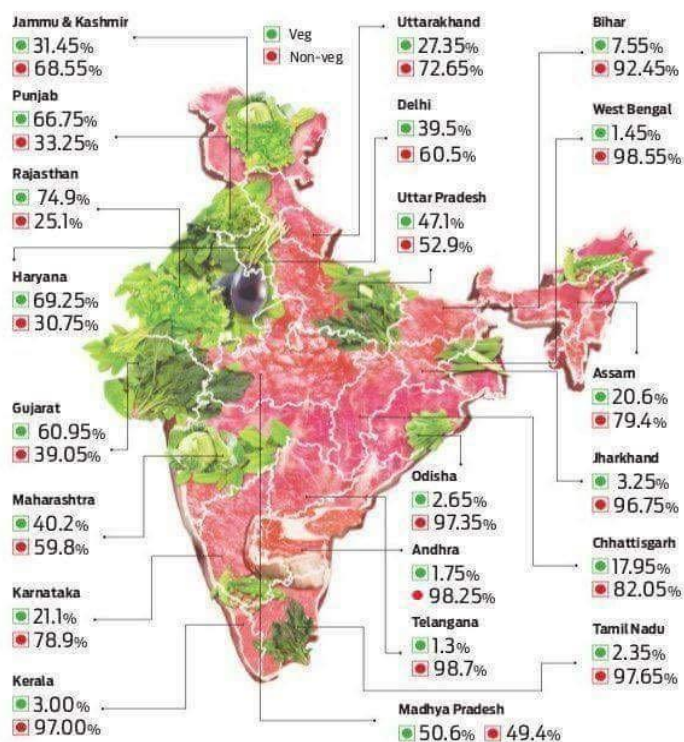 Jammu & Kashmir
31.45%
68.55%
Punjab
66.75%
33.25%
Rajasthan
74.9%
25.1%
Haryana
69.25%
30.75%
Gujarat
60.95%
39.05%
Maharashtra
40.2%
59.8%
Karnataka
21.1%
78.9%
Kerala
3.00%
97.00%
Veg
Non-veg
Uttarakhand
27.35%
72.65%
Delhi
39.5%
60.5%
Uttar Pradesh
47.1%
52.9%
Bihar
7.55%
92.45%
West Bengal
1.45%
98.55%
Assam
20.6%
79.4%
Jharkhand
3.25%
96.75%
Chhattisgarh
17.95%
82.05%
Tamil Nadu
2.35%
97.65%
Odisha
2.65%
97.35%
Andhra
1.75%
98.25%
Telangana
1.3%
98.7%
Madhya Pradesh
50.6% 49.4%